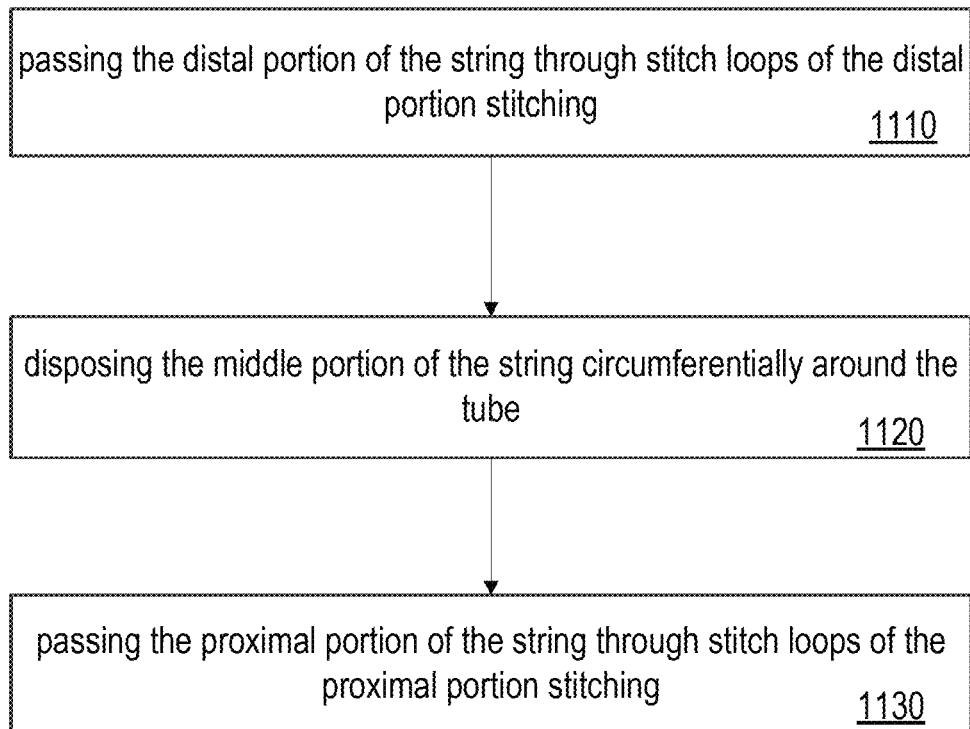 passing the distal portion of the string through stitch loops of the distal
portion stitching
1110
disposing the middle portion of the string circumferentially around the
tube
1120
passing the proximal portion of the string through stitch loops of the
proximal portion stitching
1130